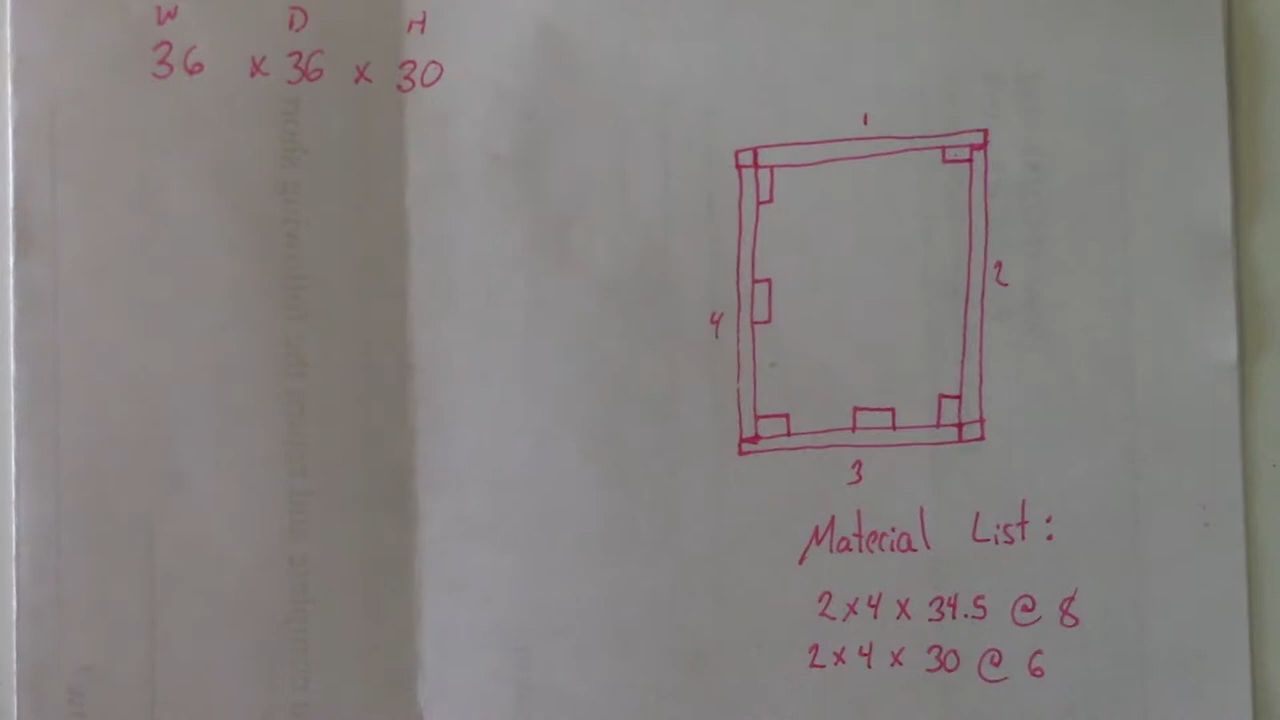 W D H
36 x 36 x 30
1
2
4
3
Material List:
2x4 x 34.5 @ 8
2x4 x 30 @ 6